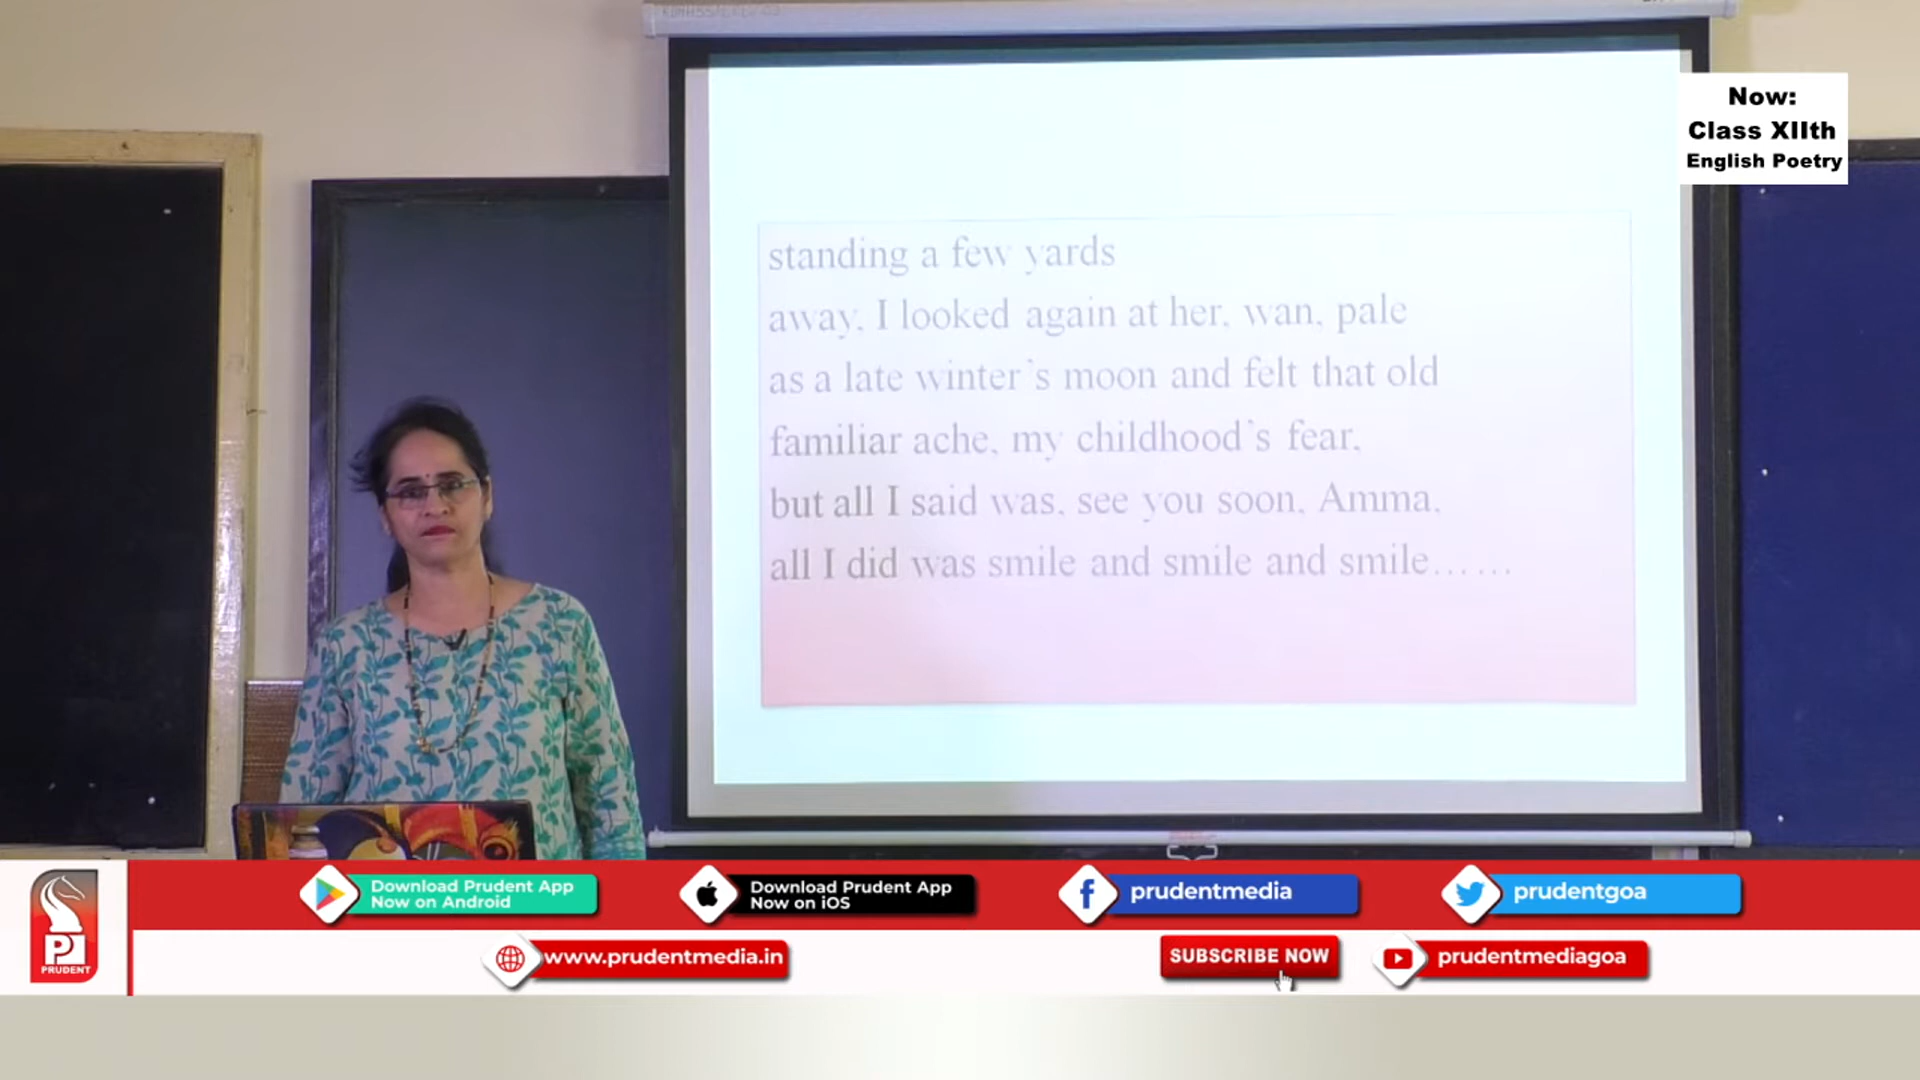 Now:
Class XIIth
English Poetry
standing a few yards
away, I looked again at her, wan, pale
as a late winter's moon and felt that old
familiar ache, my childhood's fear,
but all I said was, see you soon, Amma,
all I did was smile and smile and smile......
Download Prudent App
Now on Android
Download Prudent App
Now on iOS
prudentmedia
prudentgoa
PRUDENT
www.prudentmedia.in
SUBSCRIBE NOW
prudentmediagoa